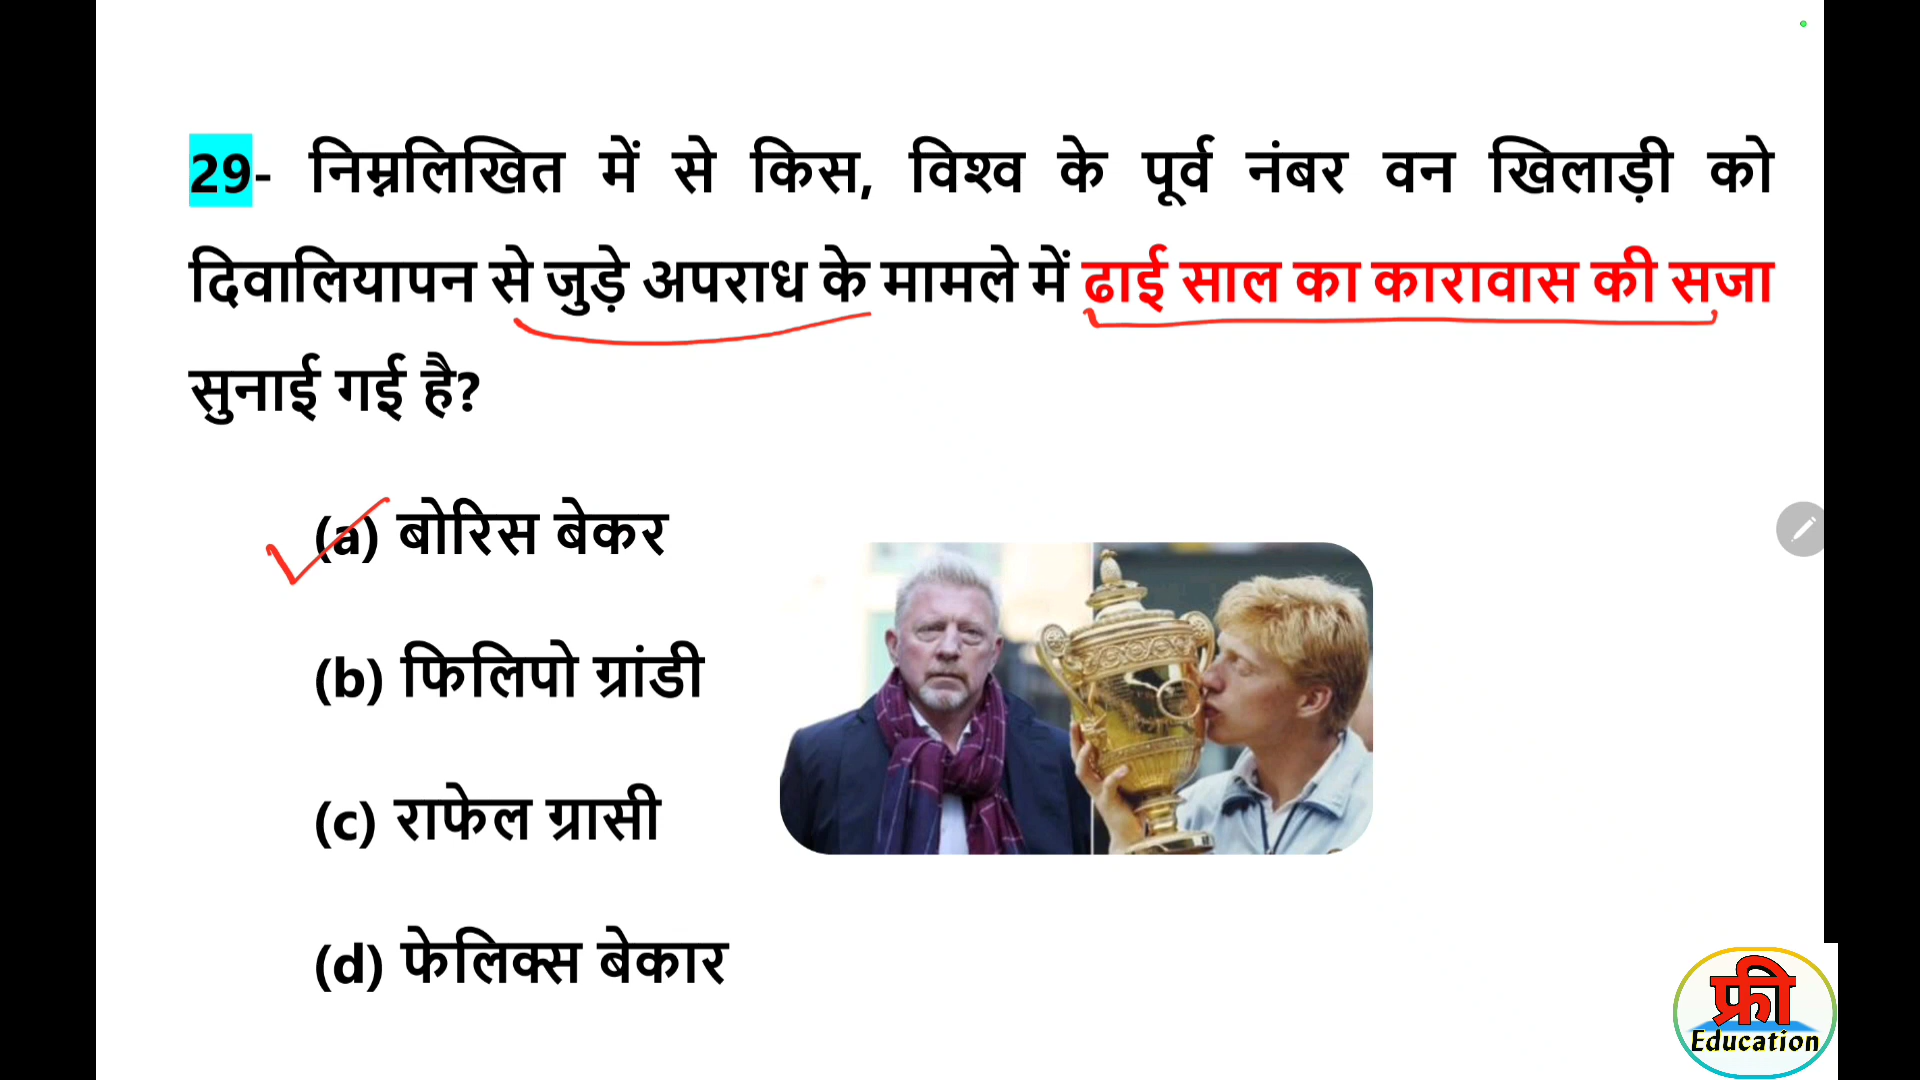 29- निम्नलिखित में से किस, विश्व के पूर्व नंबर वन खिलाड़ी को
दिवालियापन से जुड़े अपराध के मामले में ढाई साल का कारावास की सजा
सुनाई गई है?
(a) बोरिस बेकर
(b) फिलिपो ग्रांडी
(c) राफेल ग्रासी
(d) फेलिक्स बेकार
फ्री
Education